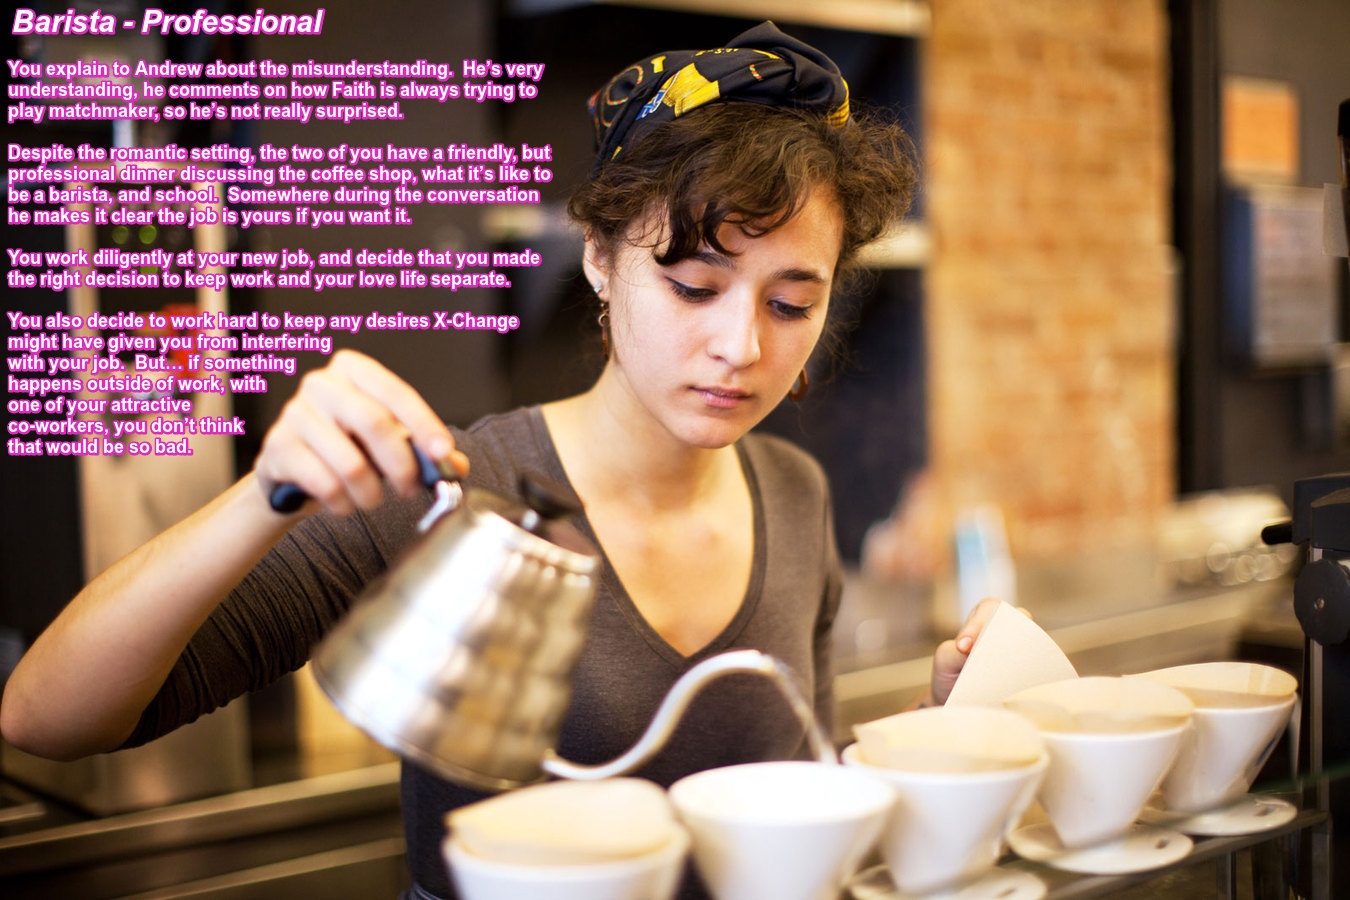 Barista - Professional
You explain to Andrew about the misunderstanding.  He's very
understanding, he comments on how Faith is always trying to
play matchmaker, so he's not really surprised.
Despite the romantic setting, the two of you have a friendly, but
professional dinner discussing the coffee shop, what it's like to
be a barista, and school.  Somewhere during the conversation
he makes it clear the job is yours if you want it.
You work diligently at your new job, and decide that you made
the right decision to keep work and your love life separate.
You also decide to work hard to keep any desires X-Change
might have given you from interfering
with your job.  But... if something
happens outside of work, with
one of your attractive
co-workers, you don't think
that would be so bad.